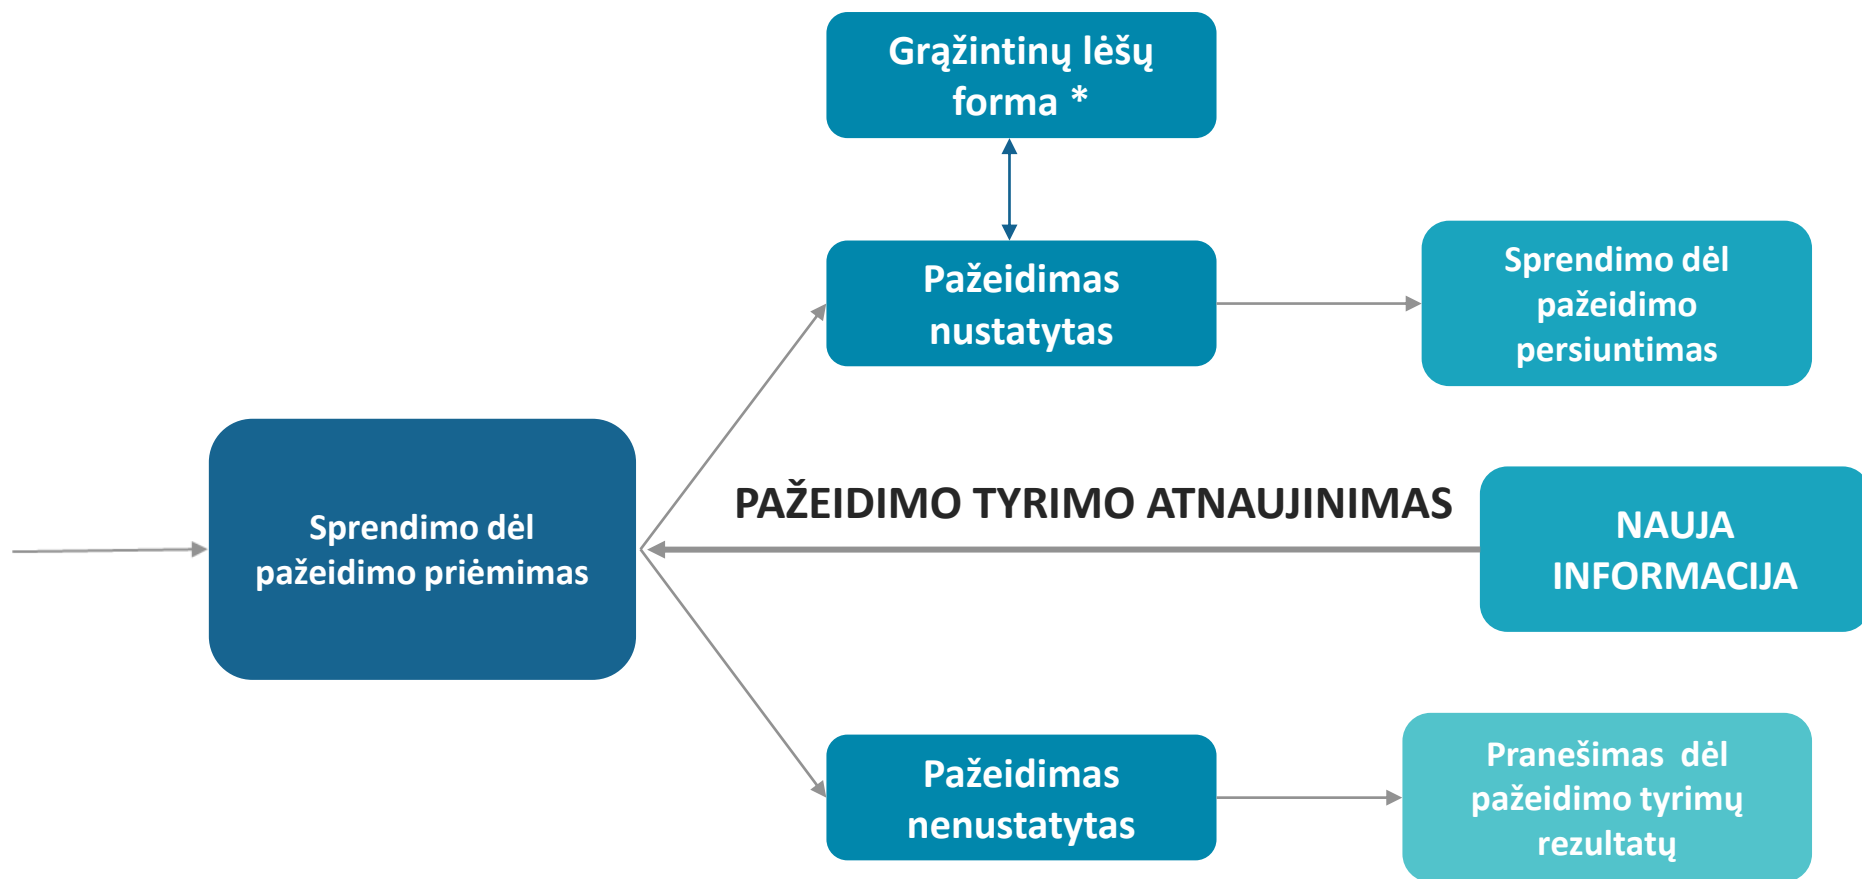 Grąžintinų lėšų
forma *
Pažeidimas
nustatytas
Sprendimo dėl
pažeidimo
persiuntimas
Sprendimo dėl
pažeidimo priėmimas
PAŽEIDIMO TYRIMO ATNAUJINIMAS
NAUJA
INFORMACIJA
Pažeidimas
nenustatytas
Pranešimas  dėl
pažeidimo tyrimų
rezultatų